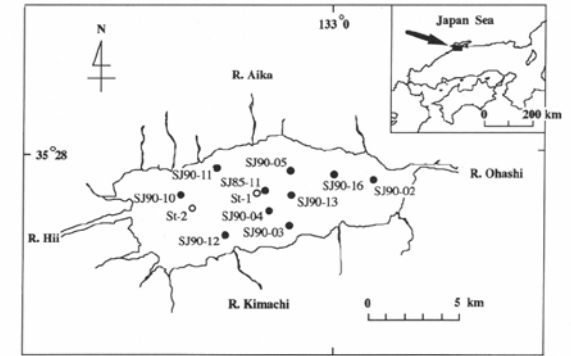 133°0
N
Japan Sea
0 200 km
R. Aika
35°28
SJ90-05
SJ90-11
SJ85-11
SJ90-16
SJ90-02
R. Ohashi
SJ90-10
St-1
SJ90-13
St-2
SJ90-04
R. Hii
SJ90-12
SJ90-03
R. Kimachi
0 5 km